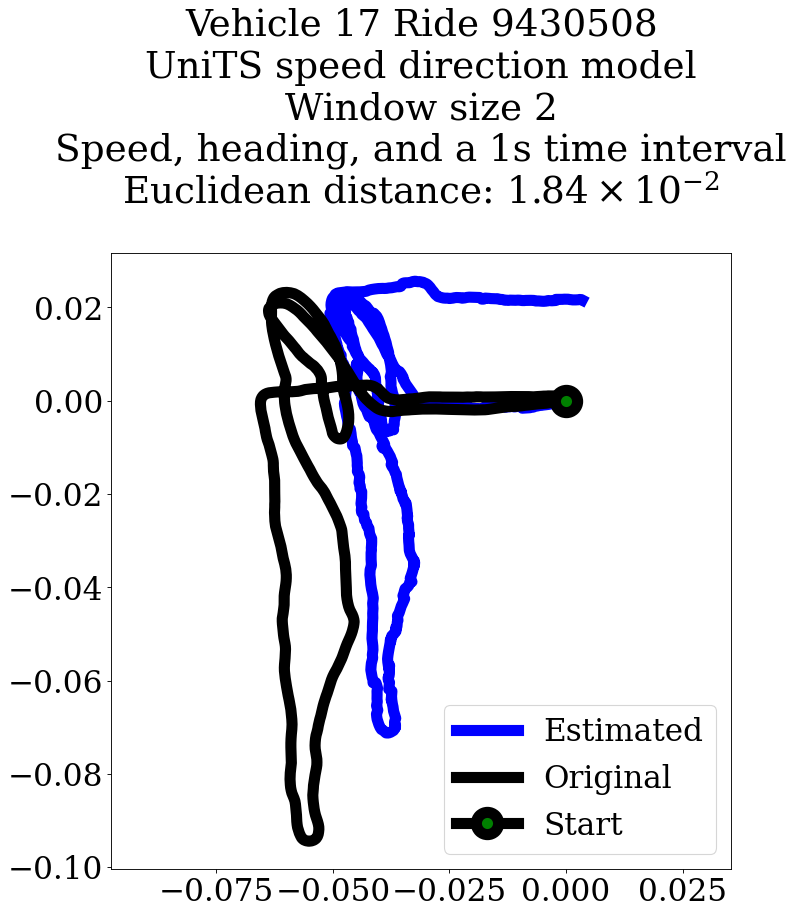 Vehicle 17 Ride 9430508
UniTS speed direction model
Window size 2
Speed, heading, and a 1s time interval
Euclidean distance: 1.84 × 10⁻²
0.02
0.00
−0.02
−0.04
−0.06
−0.08
−0.10
Estimated
Original
Start
−0.075 −0.050 −0.025 0.000 0.025